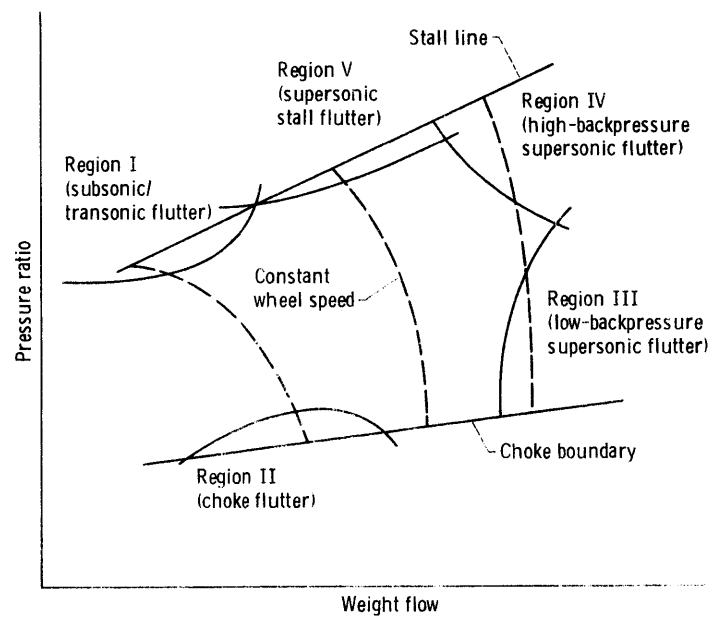 Stall line
Region V
(supersonic
stall flutter)
Region IV
(high-backpressure
supersonic flutter)
Region I
(subsonic/
transonic flutter)
Constant
wheel speed
Region III
(low-backpressure
supersonic flutter)
Pressure ratio
Choke boundary
Region II
(choke flutter)
Weight flow